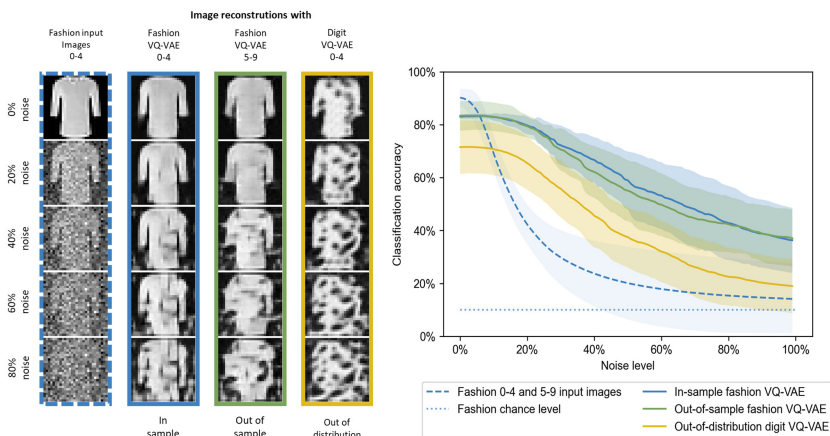 Image reconstrutions with
Fashion input
Images
0-4
Fashion
VQ-VAE
0-4
Fashion
VQ-VAE
5-9
Digit
VQ-VAE
0-4
0%
noise
20%
noise
40%
noise
60%
noise
80%
noise
In
sample
Out of
sample
Out of
distribution
Classification accuracy
100%
80%
60%
40%
20%
0%
0%
20%
40%
60%
80%
100%
Noise level
Fashion 0-4 and 5-9 input images
Fashion chance level
In-sample fashion VQ-VAE
Out-of-sample fashion VQ-VAE
Out-of-distribution digit VQ-VAE